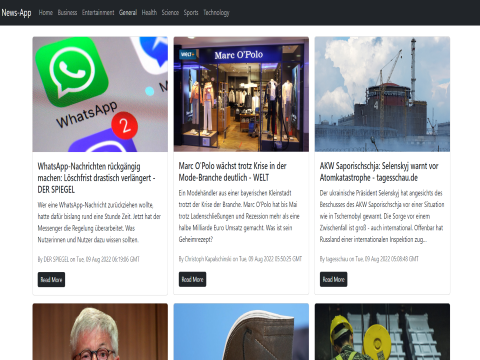 News-App Home Business Entertainment General Health Science Sports Technology
WhatsApp
2
WhatsApp-Nachrichten rückgängig
machen: Löschfrist drastisch verlängert -
DER SPIEGEL
Wer eine WhatsApp-Nachricht zurückziehen wollte,
hatte dafür bislang rund eine Stunde Zeit. Jetzt hat der
Messenger die Regelung überarbeitet. Was
Nutzerinnen und Nutzer dazu wissen sollten.
By DER SPIEGEL on Tue, 09 Aug 2022 06:19:06 GMT
Read More
Marc O'Polo
Marc O'Polo wächst trotz Krise in der
Mode-Branche deutlich - WELT
Ein Modehändler aus einer bayerischen Kleinstadt
trotzt der Krise der Branche. Marc O'Polo hat bis Mai
trotz Ladenschließungen und Rezession mehr als eine
halbe Milliarde Euro Umsatz gemacht. Was ist sein
Geheimrezept?
By Christoph Kapalschinski on Tue, 09 Aug 2022 05:50:25 GMT
Read More
4
AKW Saporischschja: Selenskyj warnt vor
Atomkatastrophe - tagesschau.de
Der ukrainische Präsident Selenskyj hat angesichts des
Beschusses des AKW Saporischschja vor einer Situation
wie in Tschernobyl gewarnt. Die Sorge vor einem
Zwischenfall ist groß - auch international. Offenbar hat
Russland einer internationalen Inspektion zug...
By tagesschau on Tue, 09 Aug 2022 05:08:48 GMT
Read More